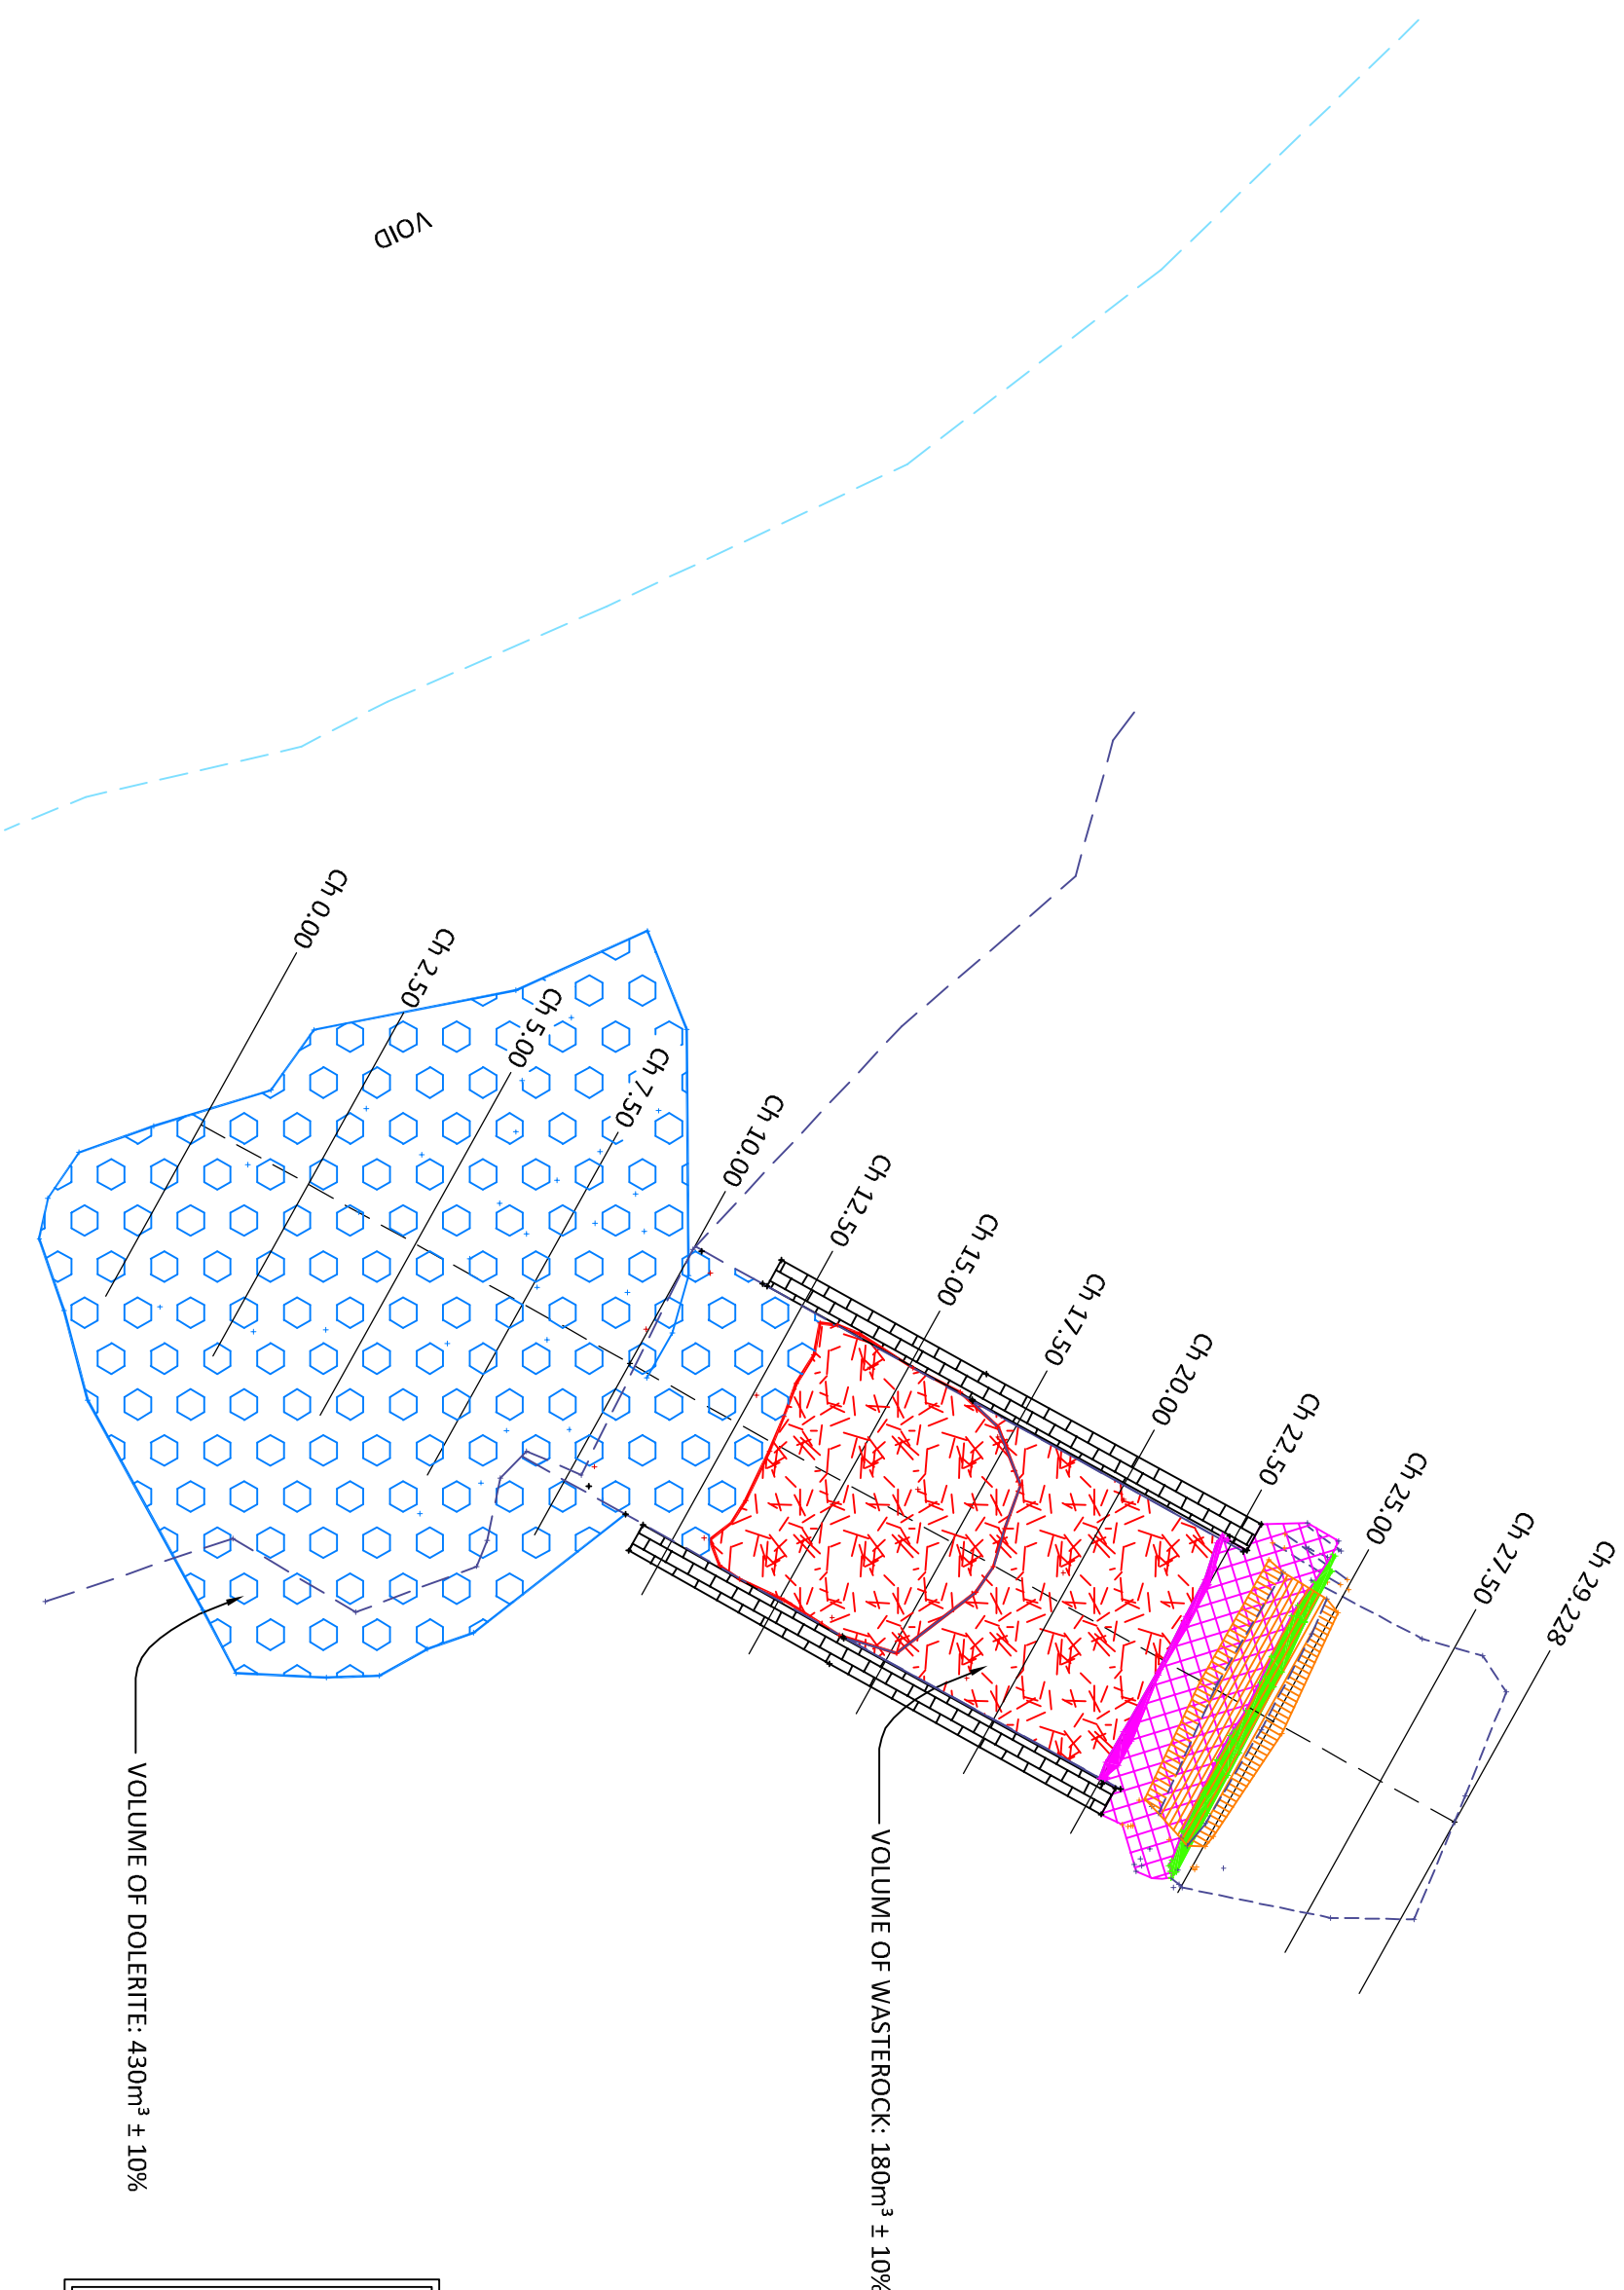 VOID
Ch 0.00
Ch 2.50
Ch 5.00
Ch 7.50
Ch 10.00
Ch 12.50
Ch 15.00
Ch 17.50
Ch 20.00
Ch 22.50
Ch 25.00
Ch 27.50
Ch 29.228
VOLUME OF DOLERITE: 430m³ ± 10%
VOLUME OF WASTEROCK: 180m³ ± 10%